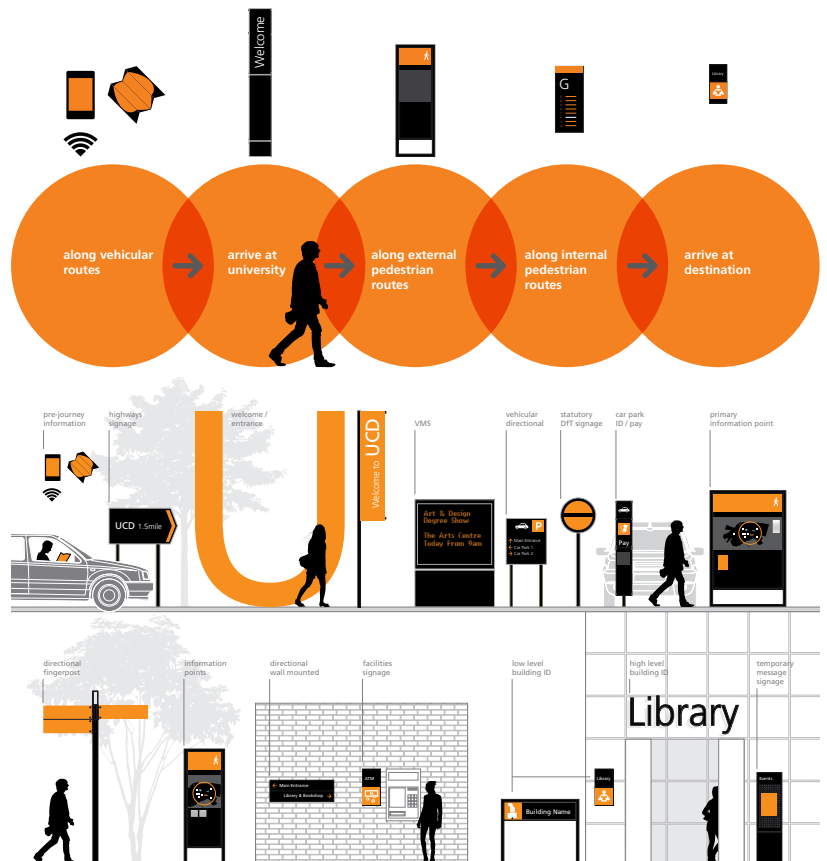 Welcome
G
Library
along vehicular
routes
arrive at
university
along external
pedestrian
routes
along internal
pedestrian
routes
arrive at
destination
pre-journey
information
highways
signage
welcome /
entrance
VMS
vehicular
directional
statutory
DfT signage
car park
ID / pay
primary
information point
UCD 1.5mile
Welcome to UCD
Art & Design
Degree Show
The Arts Centre
Today From 9am
P
Main Entrance
Car Park 1
Car Park 2
Pay
directional
fingerpost
information
points
directional
wall mounted
facilities
signage
low level
building ID
high level
building ID
temporary
message
signage
Library
Main Entrance
Library & Bookshop
ATM
Building Name
Library
Events